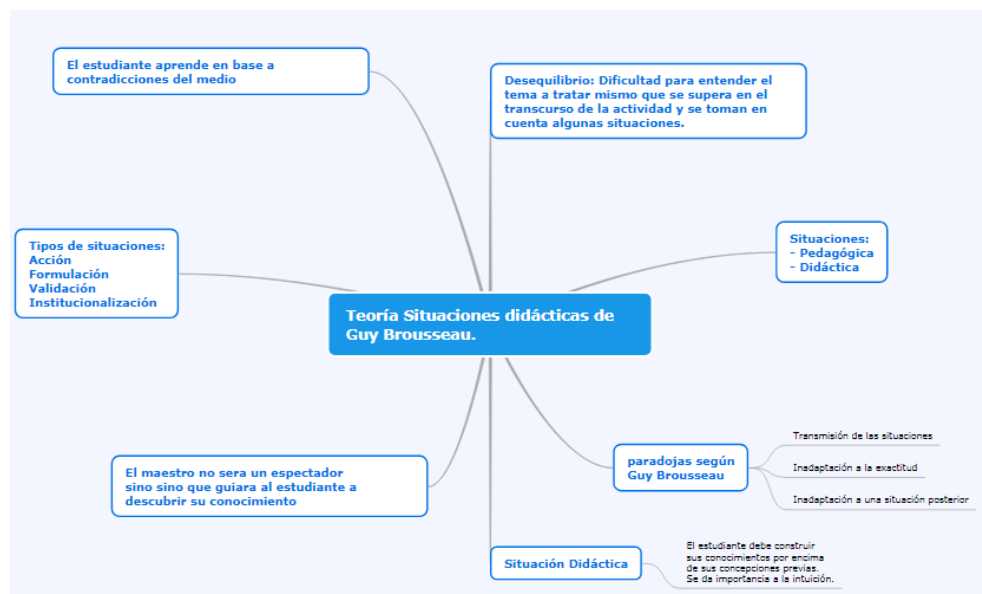 El estudiante aprende en base a
contradicciones del medio
Desequilibrio: Dificultad para entender el
tema a tratar mismo que se supera en el
transcurso de la actividad y se toman en
cuenta algunas situaciones.
Tipos de situaciones:
Acción
Formulación
Validación
Institucionalización
Situaciones:
- Pedagógica
- Didáctica
Teoría Situaciones didácticas de
Guy Brousseau.
El maestro no sera un espectador
sino sino que guiara al estudiante a
descubrir su conocimiento
paradojas según
Guy Brousseau
Transmisión de las situaciones
Inadaptación a la exactitud
Inadaptación a una situación posterior
Situación Didáctica
El estudiante debe construir
sus conocimientos por encima
de sus concepciones previas.
Se da importancia a la intuición.